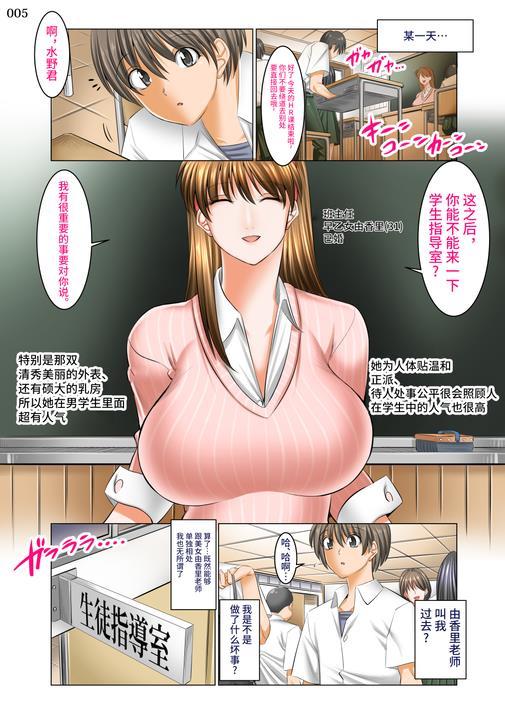 005
某一天…
ガヤ
ガヤ…
好了今天的HR课结束啦，
你们不要绕道去别处
要直接回去哦，
キーン
コーンカーン
コーン
啊，
水野君
这之后，
你能不能来一下
学生指导室?
班主任
早乙女由香里(31)
已婚
我有很重要的事要对你说。
她为人体贴温和
正派、
待人处事公平很会照顾人
在学生中的人气也很高
特别是那双
清秀美丽的外表、
还有硕大的乳房
所以她在男学生里面
超有人气
由香里老师
叫我
过去?
哈、哈啊…
我是不是
做了什么坏事?
算了…既然能够
跟美女由香里老师
单独相处
我也无所谓了
ガラララ….
生徒指導室